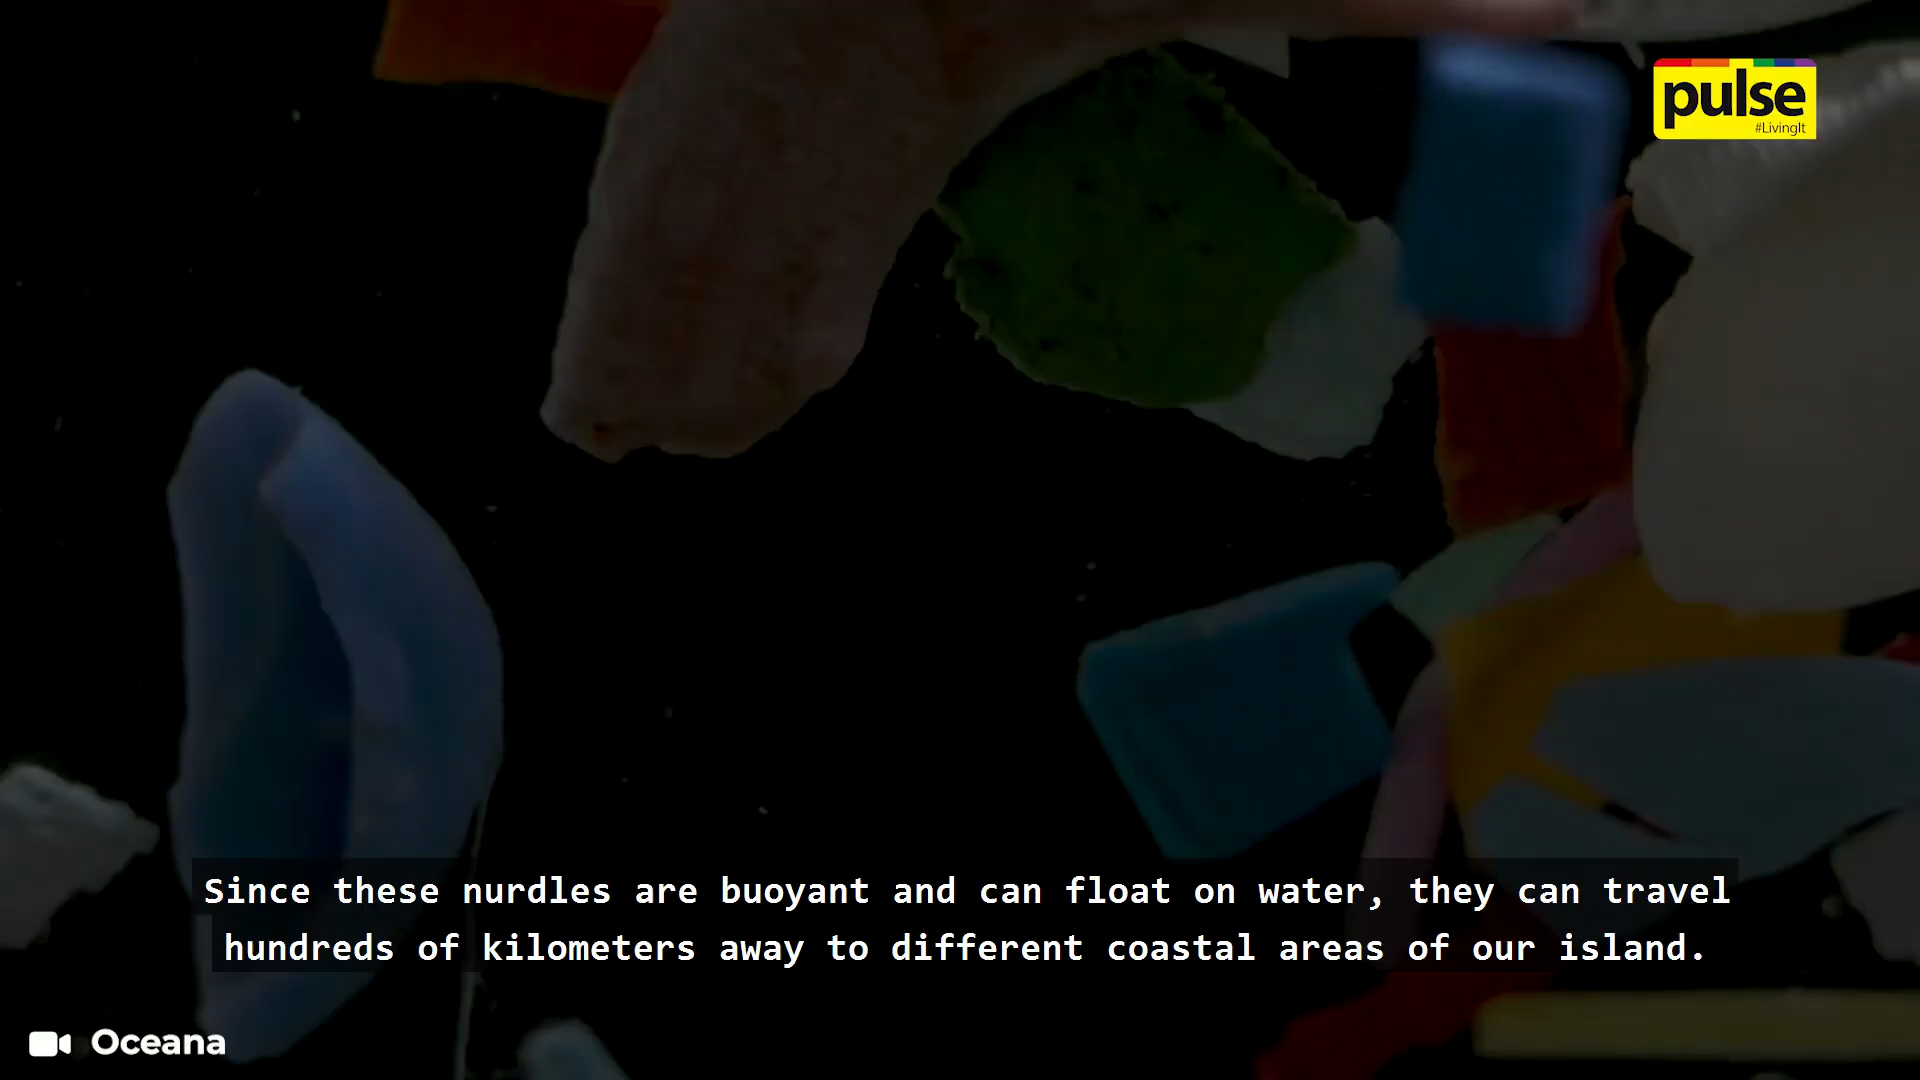 pulse
#LivingIt
Since these nurdles are buoyant and can float on water, they can travel
hundreds of kilometers away to different coastal areas of our island.
Oceana